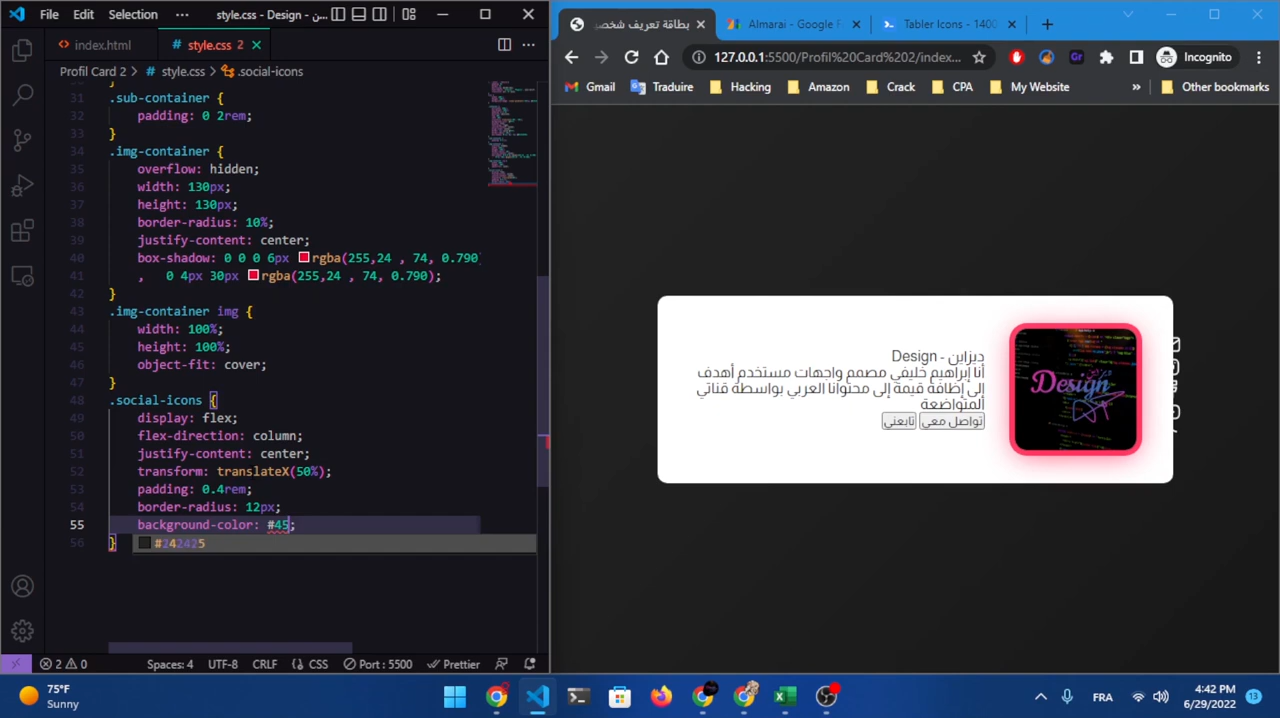 File Edit Selection ··· style.css - Design - ...ن
index.html
style.css 2
Profil Card 2 > # style.css > .social-icons
31 .sub-container {
32 padding: 0 2rem;
33 }
34 .img-container {
35 overflow: hidden;
36 width: 130px;
37 height: 130px;
38 border-radius: 10%;
39 justify-content: center;
40 box-shadow: 0 0 0 6px rgba(255,24 , 74, 0.790)
41 , 0 4px 30px rgba(255,24 , 74, 0.790);
42 }
43 .img-container img {
44 width: 100%;
45 height: 100%;
46 object-fit: cover;
47 }
48 .social-icons {
49 display: flex;
50 flex-direction: column;
51 justify-content: center;
52 transform: translateX(50%);
53 padding: 0.4rem;
54 border-radius: 12px;
55 background-color: #45;
56 }
#242425
2 0 Spaces: 4 UTF-8 CRLF CSS Port : 5500 Prettier
بطاقة تعريف شخصي
Almarai - Google F
Tabler Icons - 1400
127.0.0.1:5500/Profil%20Card%202/index...
Gr
Incognito
Gmail Traduire Hacking Amazon Crack CPA My Website » Other bookmarks
ديزاين - Design
أنا إبراهيم خليفي مصمم واجهات مستخدم أهدف
إلى إضافة قيمة إلى محتوانا العربي بواسطة قناتي
المتواضعة
تواصل معي تابعني
Design
75°F
Sunny
FRA
4:42 PM
6/29/2022
13